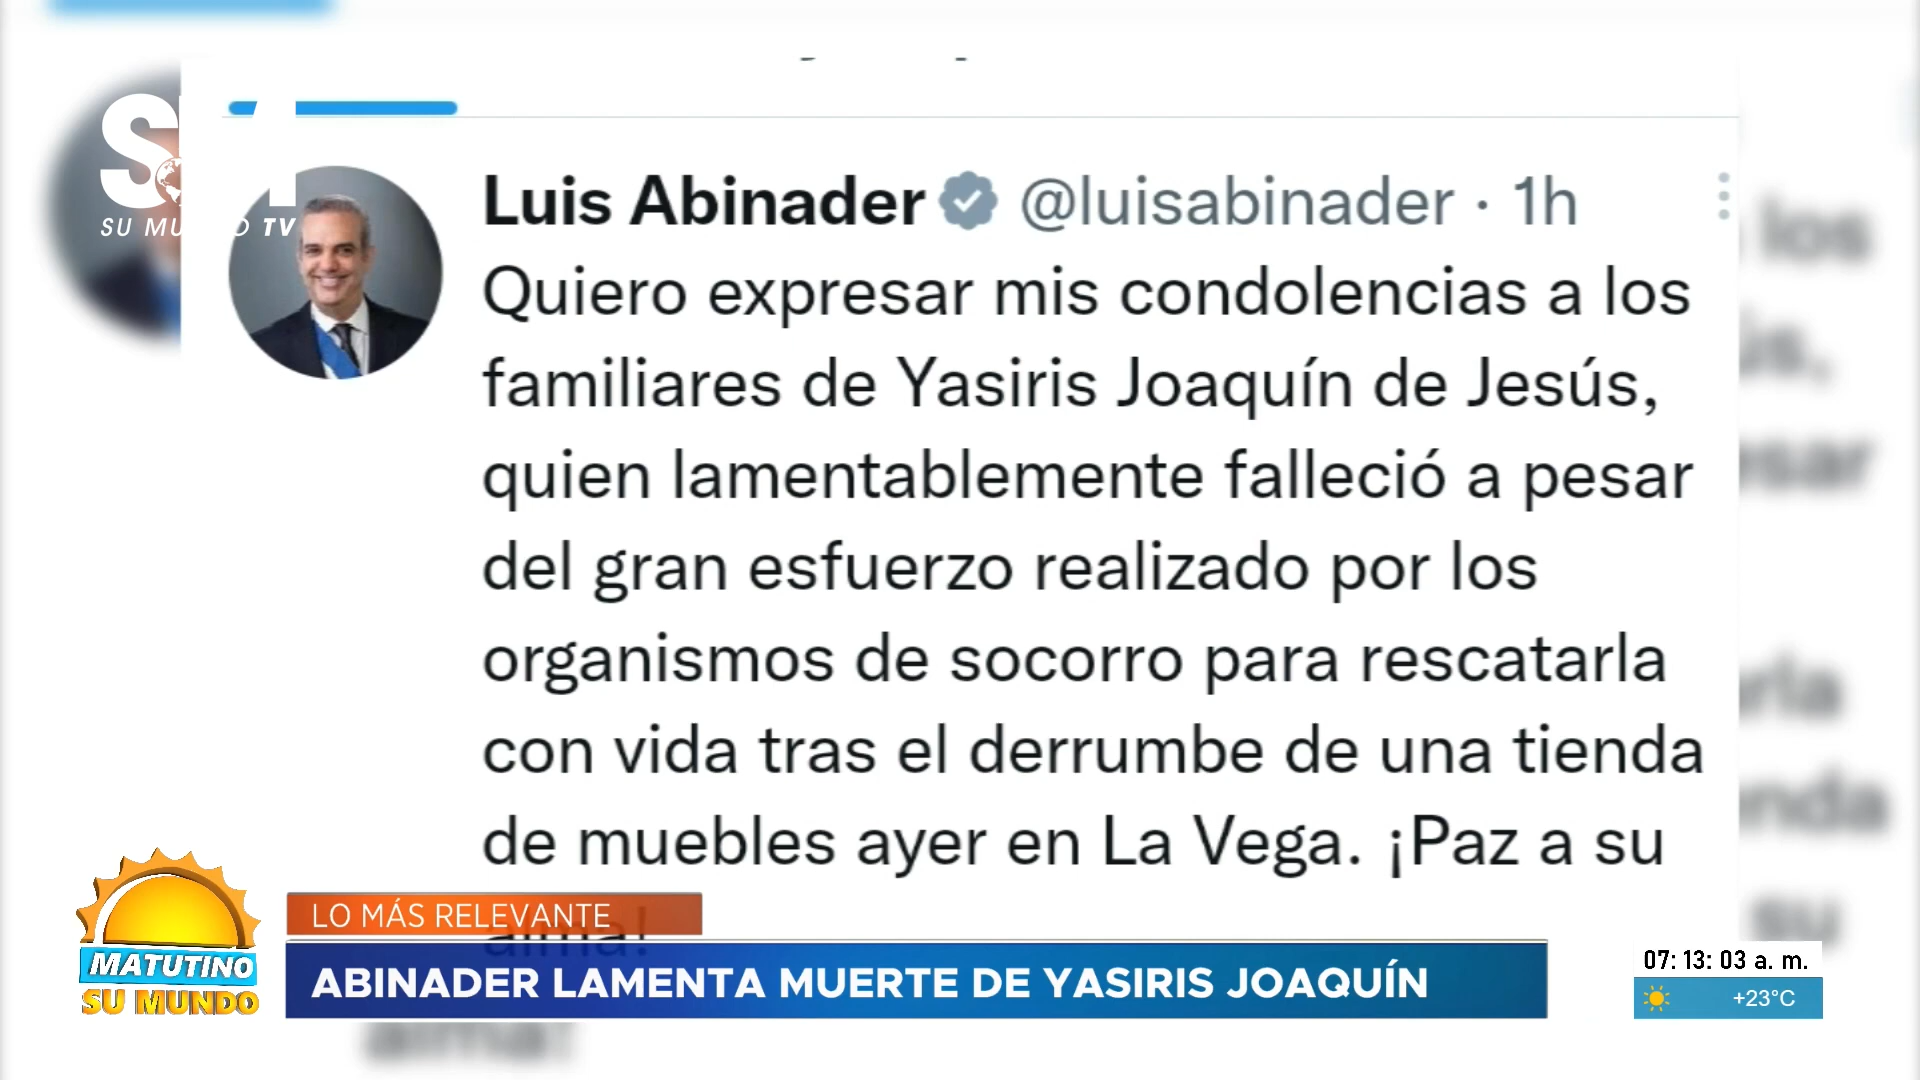 SMTV
SU MUNDO TV
Luis Abinader @luisabinader · 1h
Quiero expresar mis condolencias a los
familiares de Yasiris Joaquín de Jesús,
quien lamentablemente falleció a pesar
del gran esfuerzo realizado por los
organismos de socorro para rescatarla
con vida tras el derrumbe de una tienda
de muebles ayer en La Vega. ¡Paz a su
alma!
LO MÁS RELEVANTE
ABINADER LAMENTA MUERTE DE YASIRIS JOAQUÍN
MATUTINO
SU MUNDO
07: 13: 03 a. m.
+23°C